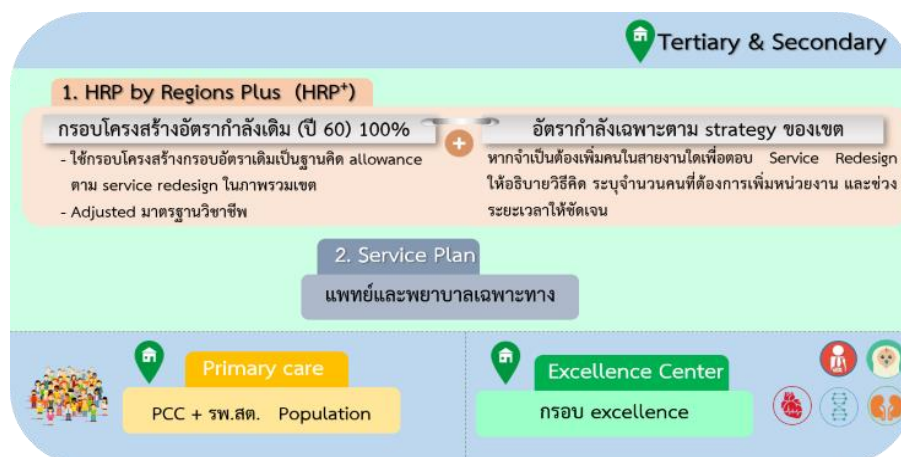 Tertiary & Secondary
1. HRP by Regions Plus (HRP⁺)
กรอบโครงสร้างอัตรากำลังเดิม (ปี 60) 100%
- ใช้กรอบโครงสร้างกรอบอัตราเดิมเป็นฐานคิด allowance
ตาม service redesign ในภาพรวมเขต
- Adjusted มาตรฐานวิชาชีพ
+
อัตรากำลังเฉพาะตาม strategy ของเขต
หากจำเป็นต้องเพิ่มคนในสายงานใดเพื่อตอบ Service Redesign
ให้อธิบายวิธีคิด ระบุจำนวนคนที่ต้องการเพิ่มหน่วยงาน และช่วง
ระยะเวลาให้ชัดเจน
2. Service Plan
แพทย์และพยาบาลเฉพาะทาง
Primary care
PCC + รพ.สต. Population
Excellence Center
กรอบ excellence